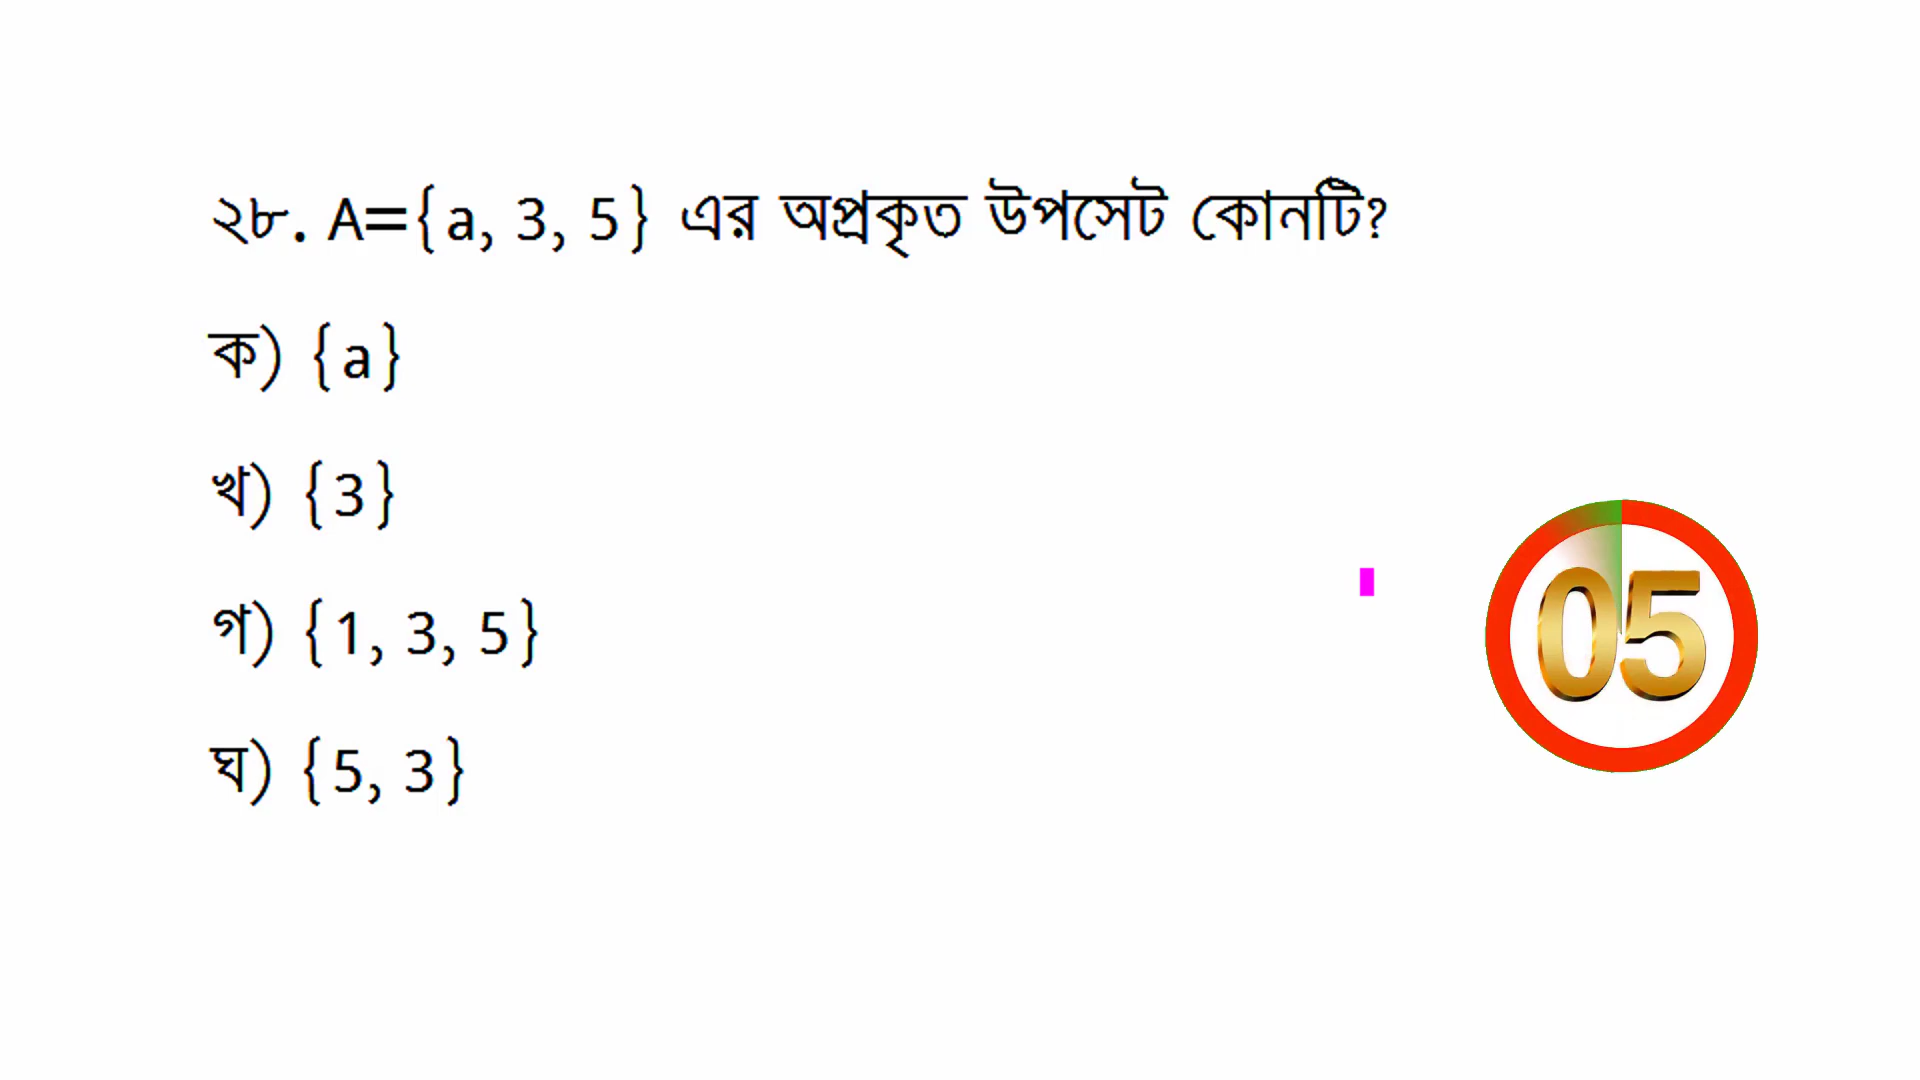 ২৮. A={a, 3, 5} এর অপ্রকৃত উপসেট কোনটি?
ক) {a}
খ) {3}
গ) {1, 3, 5}
ঘ) {5, 3}
05